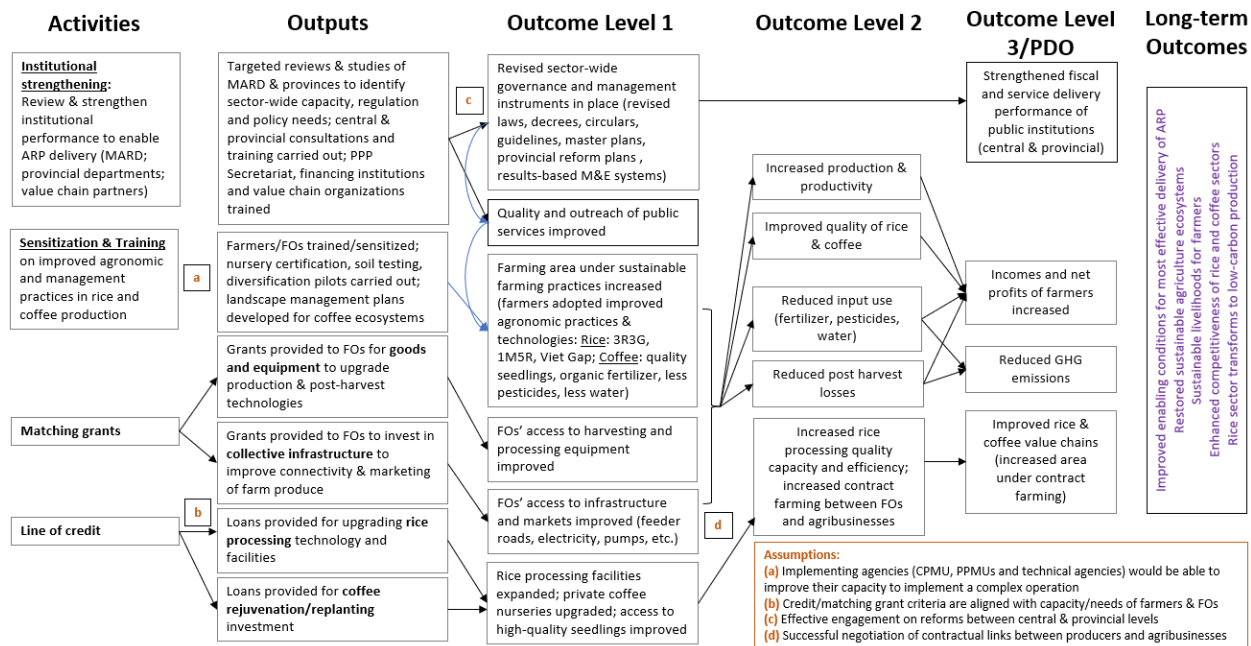 Activities
Outputs
Outcome Level 1
Outcome Level 2
Outcome Level
3/PDO
Long-term
Outcomes
Institutional
strengthening:
Review & strengthen
institutional
performance to enable
ARP delivery (MARD;
provincial departments;
value chain partners)
Sensitization & Training
on improved agronomic
and management
practices in rice and
coffee production
Matching grants
Line of credit
a
b
Targeted reviews & studies of
MARD & provinces to identify
sector-wide capacity, regulation
and policy needs; central &
provincial consultations and
training carried out; PPP
Secretariat, financing institutions
and value chain organizations
trained
Farmers/FOs trained/sensitized;
nursery certification, soil testing,
diversification pilots carried out;
landscape management plans
developed for coffee ecosystems
Grants provided to FOs for goods
and equipment to upgrade
production & post-harvest
technologies
Grants provided to FOs to invest in
collective infrastructure to
improve connectivity & marketing
of farm produce
Loans provided for upgrading rice
processing technology and
facilities
Loans provided for coffee
rejuvenation/replanting
investment
c
Revised sector-wide
governance and management
instruments in place (revised
laws, decrees, circulars,
guidelines, master plans,
provincial reform plans ,
results-based M&E systems)
Quality and outreach of public
services improved
Farming area under sustainable
farming practices increased
(farmers adopted improved
agronomic practices &
technologies: Rice: 3R3G,
1M5R, Viet Gap; Coffee: quality
seedlings, organic fertilizer, less
pesticides, less water)
FOs' access to harvesting and
processing equipment
improved
FOs' access to infrastructure
and markets improved (feeder
roads, electricity, pumps, etc.)
Rice processing facilities
expanded; private coffee
nurseries upgraded; access to
high-quality seedlings improved
d
Increased production &
productivity
Improved quality of rice
& coffee
Reduced input use
(fertilizer, pesticides,
water)
Reduced post harvest
losses
Increased rice
processing quality
capacity and efficiency;
increased contract
farming between FOs
and agribusinesses
Strengthened fiscal
and service delivery
performance of
public institutions
(central & provincial)
Incomes and net
profits of farmers
increased
Reduced GHG
emissions
Improved rice &
coffee value chains
(increased area
under contract
farming)
Improved enabling conditions for most effective delivery of ARP
Restored sustainable agriculture ecosystems
Sustainable livelihoods for farmers
Enhanced competitiveness of rice and coffee sectors
Rice sector transforms to low-carbon production
Assumptions:
(a) Implementing agencies (CPMU, PPMUs and technical agencies) would be able to
improve their capacity to implement a complex operation
(b) Credit/matching grant criteria are aligned with capacity/needs of farmers & FOs
(c) Effective engagement on reforms between central & provincial levels
(d) Successful negotiation of contractual links between producers and agribusinesses